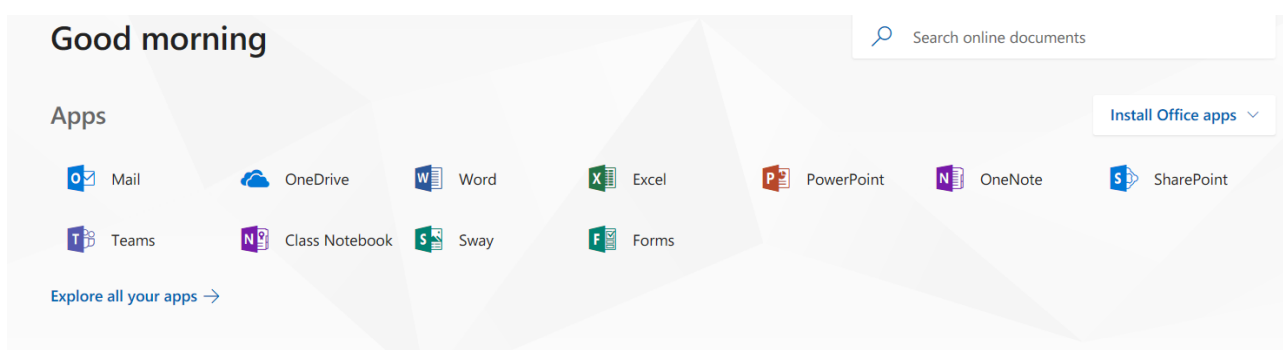 Good morning
Search online documents
Apps
Install Office apps
Mail OneDrive Word Excel PowerPoint OneNote SharePoint
Teams Class Notebook Sway Forms
Explore all your apps →